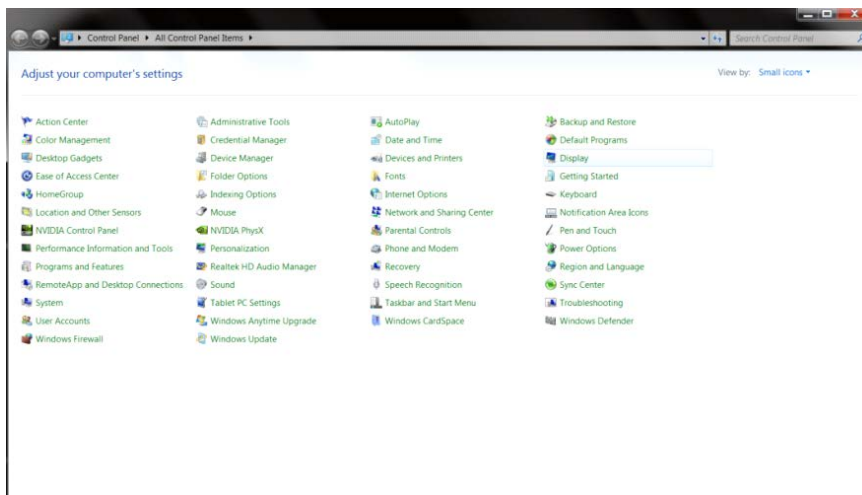 Control Panel All Control Panel Items Search Control Panel
Adjust your computer's settings View by: Small icons
Action Center Administrative Tools AutoPlay Backup and Restore
Color Management Credential Manager Date and Time Default Programs
Desktop Gadgets Device Manager Devices and Printers Display
Ease of Access Center Folder Options Fonts Getting Started
HomeGroup Indexing Options Internet Options Keyboard
Location and Other Sensors Mouse Network and Sharing Center Notification Area Icons
NVIDIA Control Panel NVIDIA PhysX Parental Controls Pen and Touch
Performance Information and Tools Personalization Phone and Modem Power Options
Programs and Features Realtek HD Audio Manager Recovery Region and Language
RemoteApp and Desktop Connections Sound Speech Recognition Sync Center
System Tablet PC Settings Taskbar and Start Menu Troubleshooting
User Accounts Windows Anytime Upgrade Windows CardSpace Windows Defender
Windows Firewall Windows Update